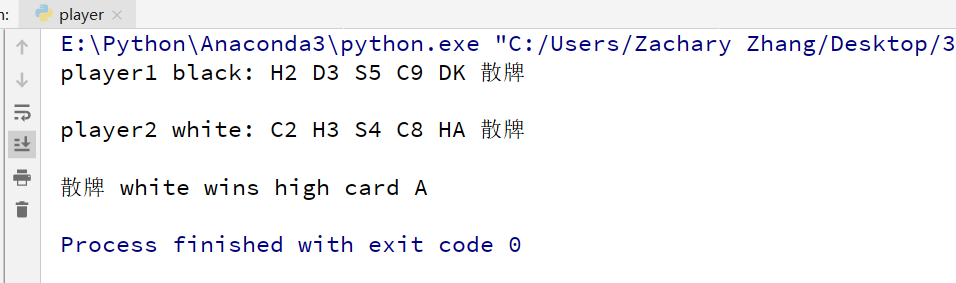 n: player
E:\Python\Anaconda3\python.exe "C:/Users/Zachary Zhang/Desktop/3
player1 black: H2 D3 S5 C9 DK 散牌
player2 white: C2 H3 S4 C8 HA 散牌
散牌 white wins high card A
Process finished with exit code 0